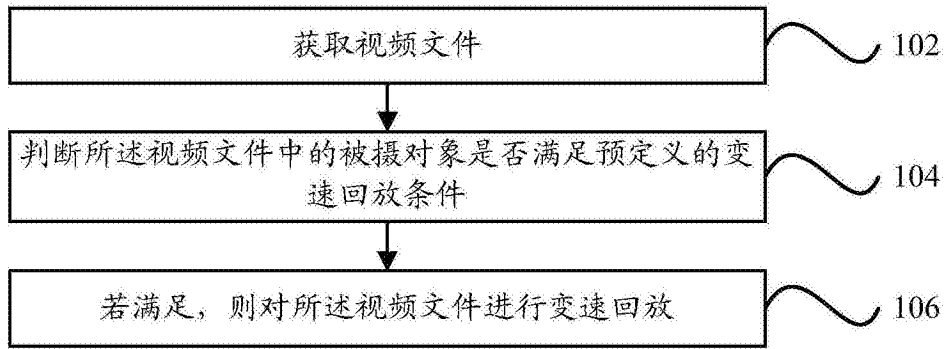 获取视频文件
102
判断所述视频文件中的被摄对象是否满足预定义的变
速回放条件
104
若满足，则对所述视频文件进行变速回放
106